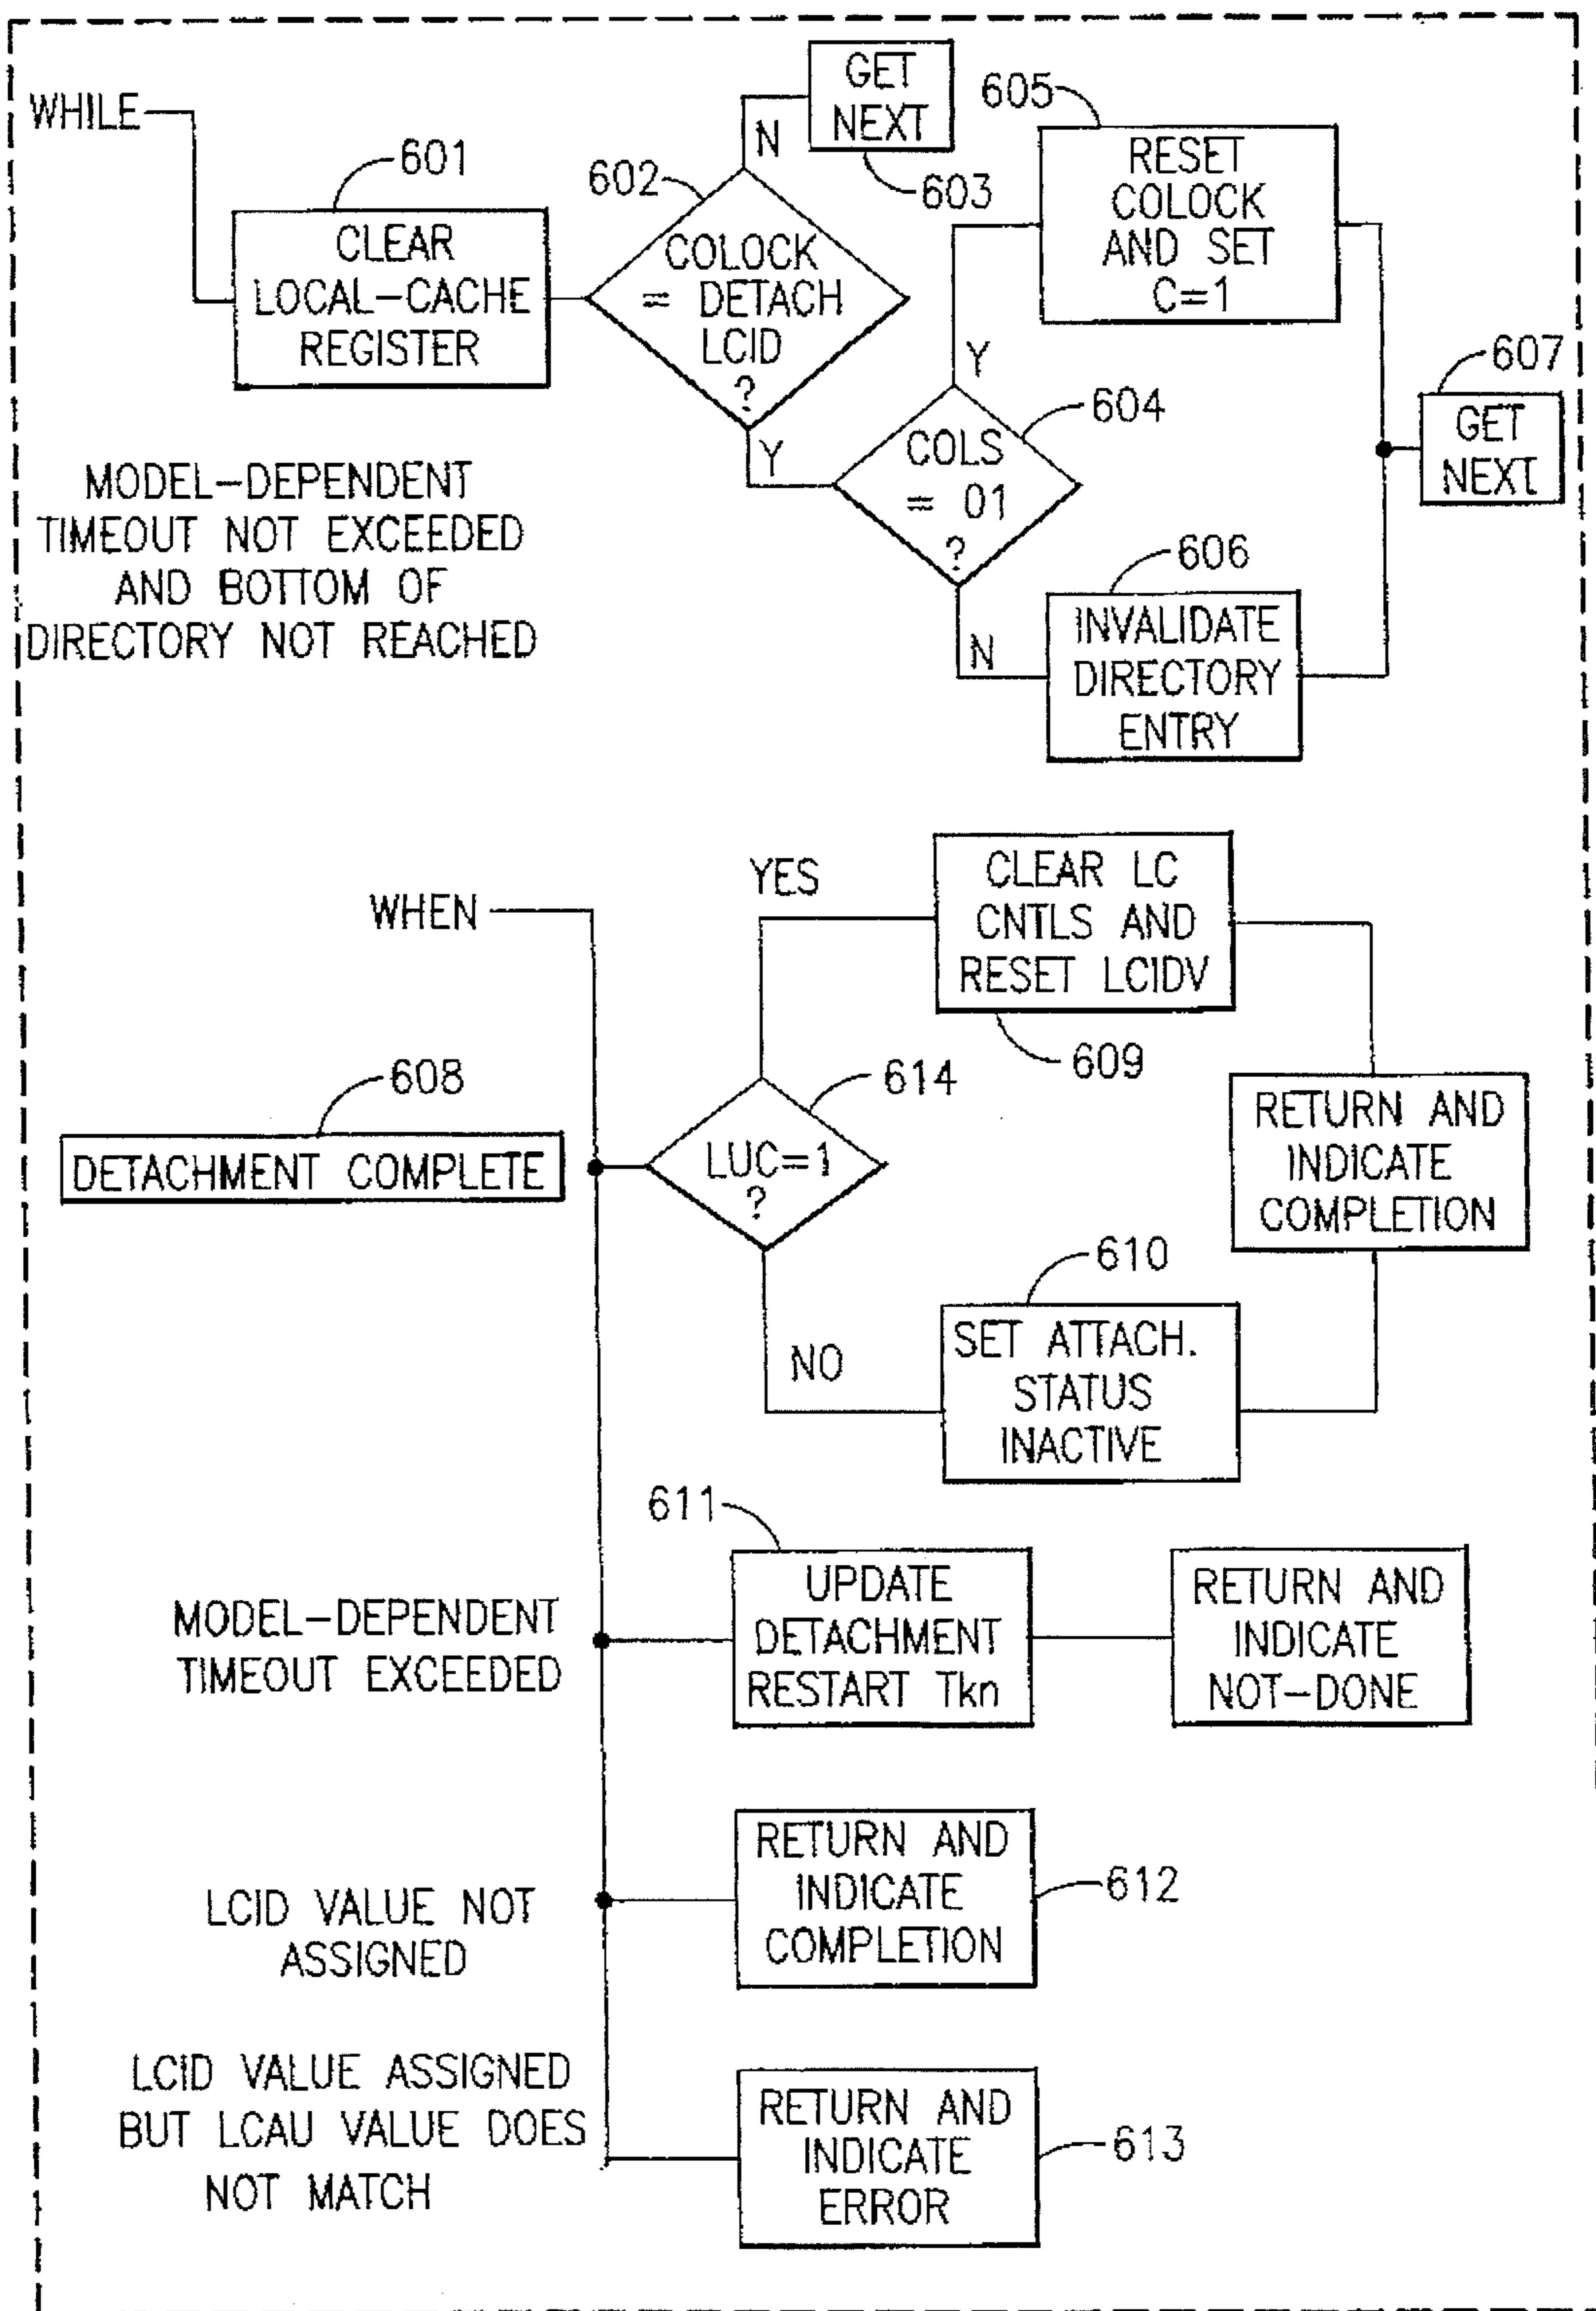 WHILE
601
CLEAR
LOCAL-CACHE
REGISTER
602
COLOCK
= DETACH
LCID
?
N
GET
NEXT
603
Y
604
COLS
= 01
?
Y
605
RESET
COLOCK
AND SET
C=1
N
606
INVALIDATE
DIRECTORY
ENTRY
607
GET
NEXT
MODEL-DEPENDENT
TIMEOUT NOT EXCEEDED
AND BOTTOM OF
DIRECTORY NOT REACHED
WHEN
608
DETACHMENT COMPLETE
614
LUC=1
?
YES
CLEAR LC
CNTLS AND
RESET LCIDV
609
RETURN AND
INDICATE
COMPLETION
NO
610
SET ATTACH.
STATUS
INACTIVE
MODEL-DEPENDENT
TIMEOUT EXCEEDED
611
UPDATE
DETACHMENT
RESTART Tkn
RETURN AND
INDICATE
NOT-DONE
LCID VALUE NOT
ASSIGNED
RETURN AND
INDICATE
COMPLETION
612
LCID VALUE ASSIGNED
BUT LCAU VALUE DOES
NOT MATCH
RETURN AND
INDICATE
ERROR
613